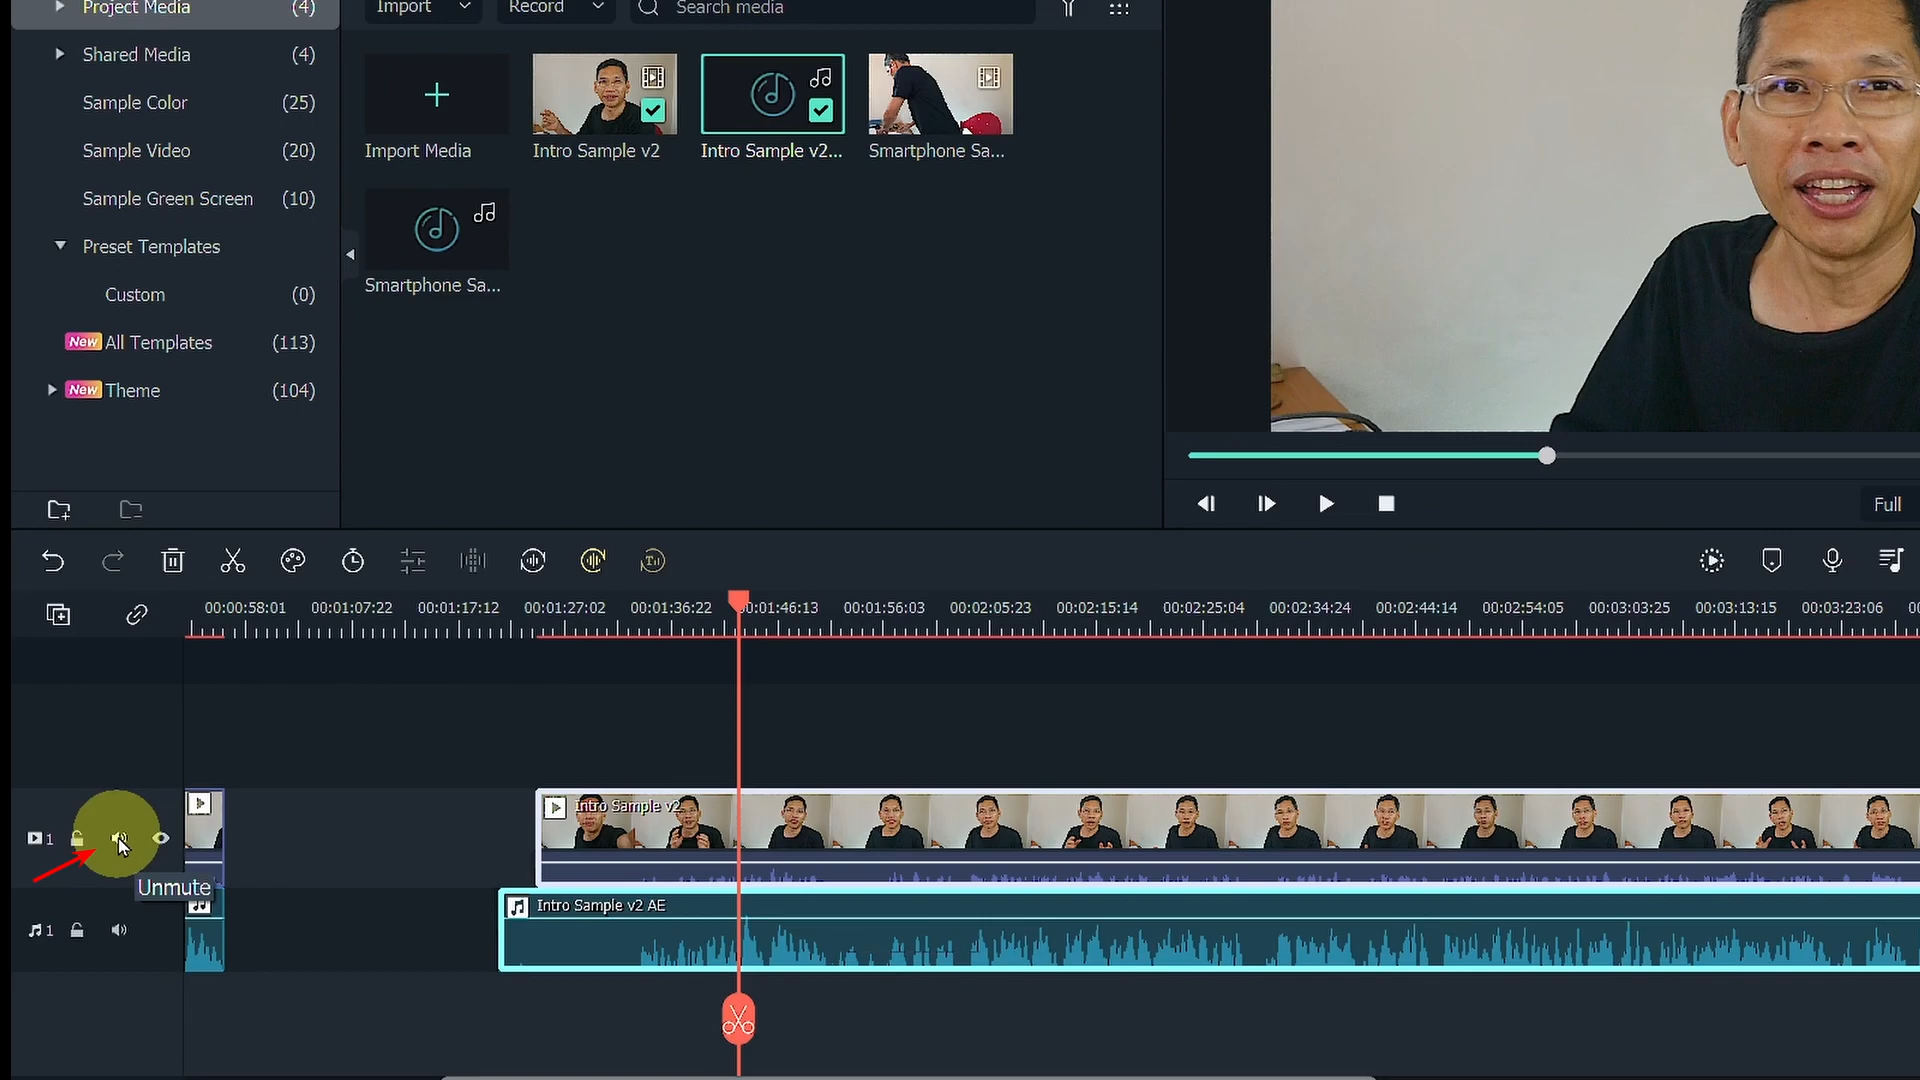 Project Media (4)
Import
Record
Search media
Shared Media (4)
Sample Color (25)
Sample Video (20)
Sample Green Screen (10)
Preset Templates
Custom (0)
New All Templates (113)
New Theme (104)
Import Media
Intro Sample v2
Intro Sample v2...
Smartphone Sa...
Smartphone Sa...
Full
00:00:58:01 00:01:07:22 00:01:17:12 00:01:27:02 00:01:36:22 00:01:46:13 00:01:56:03 00:02:05:23 00:02:15:14 00:02:25:04 00:02:34:24 00:02:44:14 00:02:54:05 00:03:03:25 00:03:13:15 00:03:23:06
Intro Sample v2
1
Unmute
Intro Sample v2 AE
1